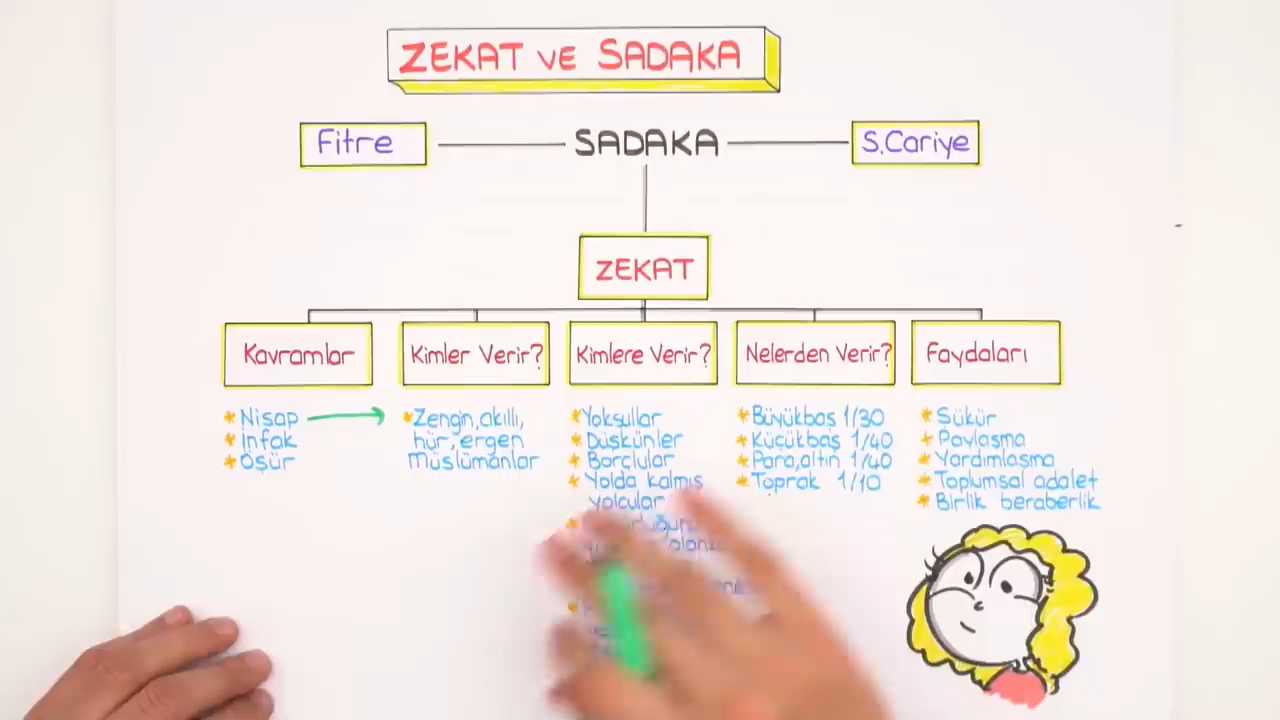 ZEKAT VE SADAKA
Fitre
SADAKA
S.Cariye
ZEKAT
Kavramlar
Kimler Verir?
Kimlere Verir?
Nelerden Verir?
Faydaları
* Nisap
* İnfak
* Öşür
* Zengin, akıllı,
hür, ergen
Müslümanlar
* Yoksullar
* Düşkünler
* Borçlular
* Yolda kalmış
yolcular
* Büyükbaş 1/30
* Küçükbaş 1/40
* Para, altın 1/40
* Toprak 1/10
* Şükür
* Paylaşma
* Yardımlaşma
* Toplumsal adalet
* Birlik beraberlik